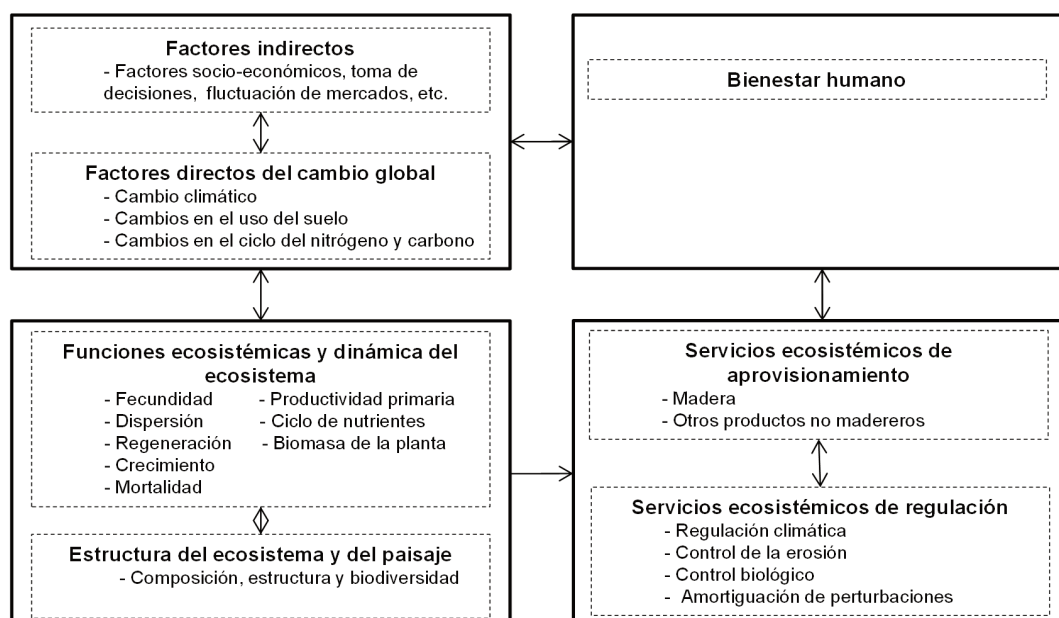 Factores indirectos
- Factores socio-económicos, toma de
decisiones, fluctuación de mercados, etc.
Factores directos del cambio global
- Cambio climático
- Cambios en el uso del suelo
- Cambios en el ciclo del nitrógeno y carbono
Bienestar humano
Funciones ecosistémicas y dinámica del
ecosistema
- Fecundidad
- Dispersión
- Regeneración
- Crecimiento
- Mortalidad
- Productividad primaria
- Ciclo de nutrientes
- Biomasa de la planta
Estructura del ecosistema y del paisaje
- Composición, estructura y biodiversidad
Servicios ecosistémicos de
aprovisionamiento
- Madera
- Otros productos no madereros
Servicios ecosistémicos de regulación
- Regulación climática
- Control de la erosión
- Control biológico
- Amortiguación de perturbaciones